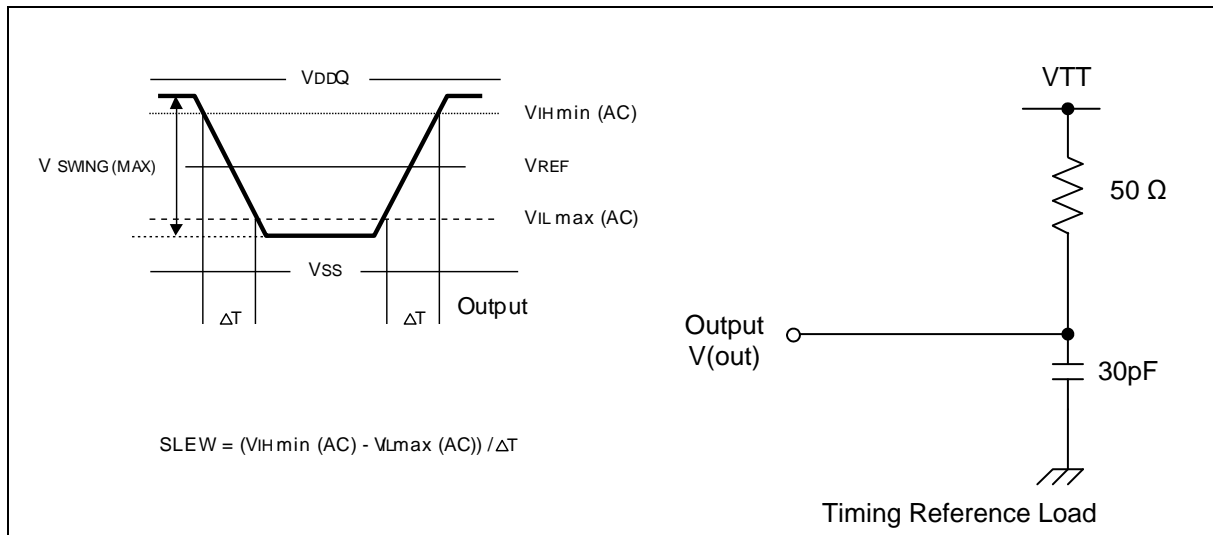 VDDQ
VIH min (AC)
V SWING (MAX)
VREF
VIL max (AC)
VSS
ΔT
ΔT
Output
SLEW = (VIH min (AC) - VILmax (AC)) / ΔT
VTT
50 Ω
Output
V(out)
30pF
Timing Reference Load